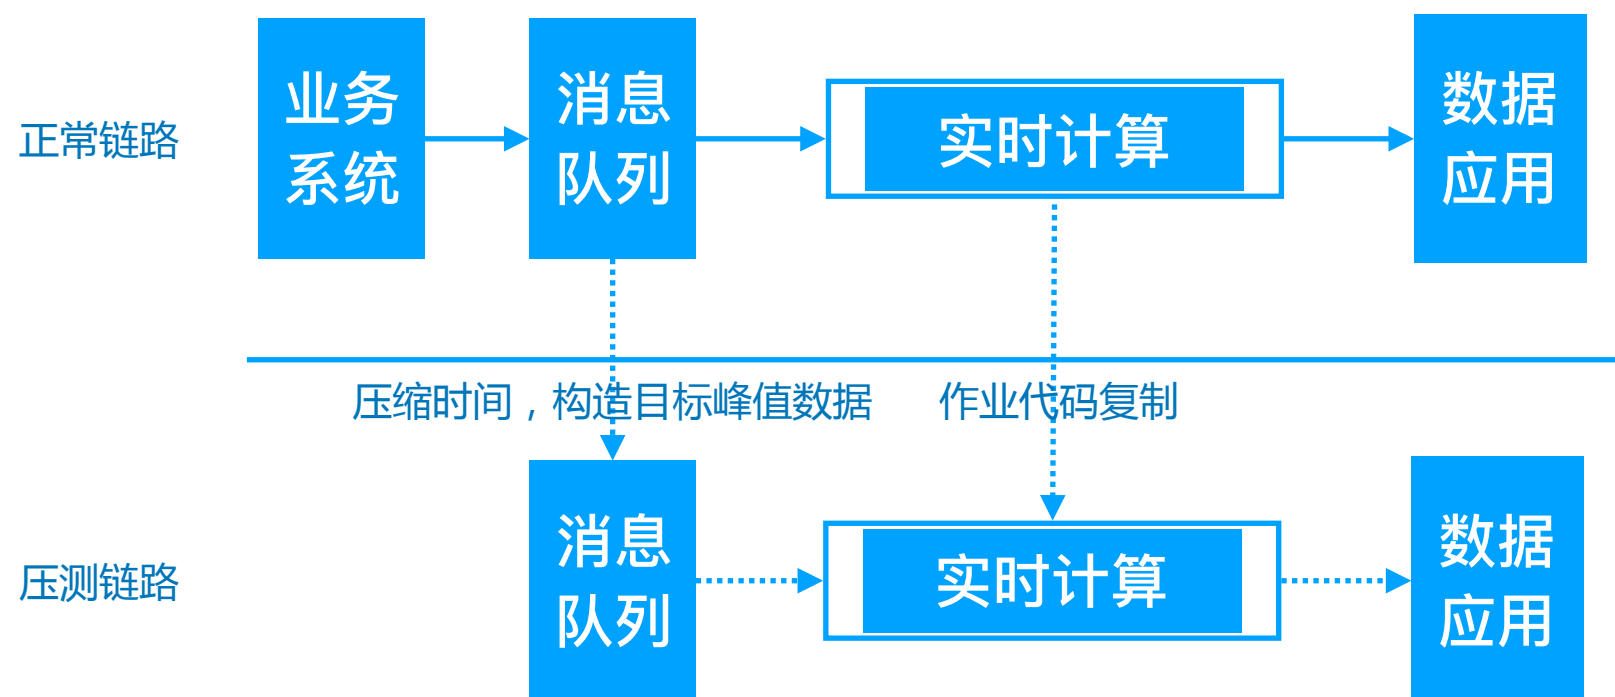 正常链路
业务
系统
消息
队列
实时计算
数据
应用
压缩时间，构造目标峰值数据
作业代码复制
压测链路
消息
队列
实时计算
数据
应用